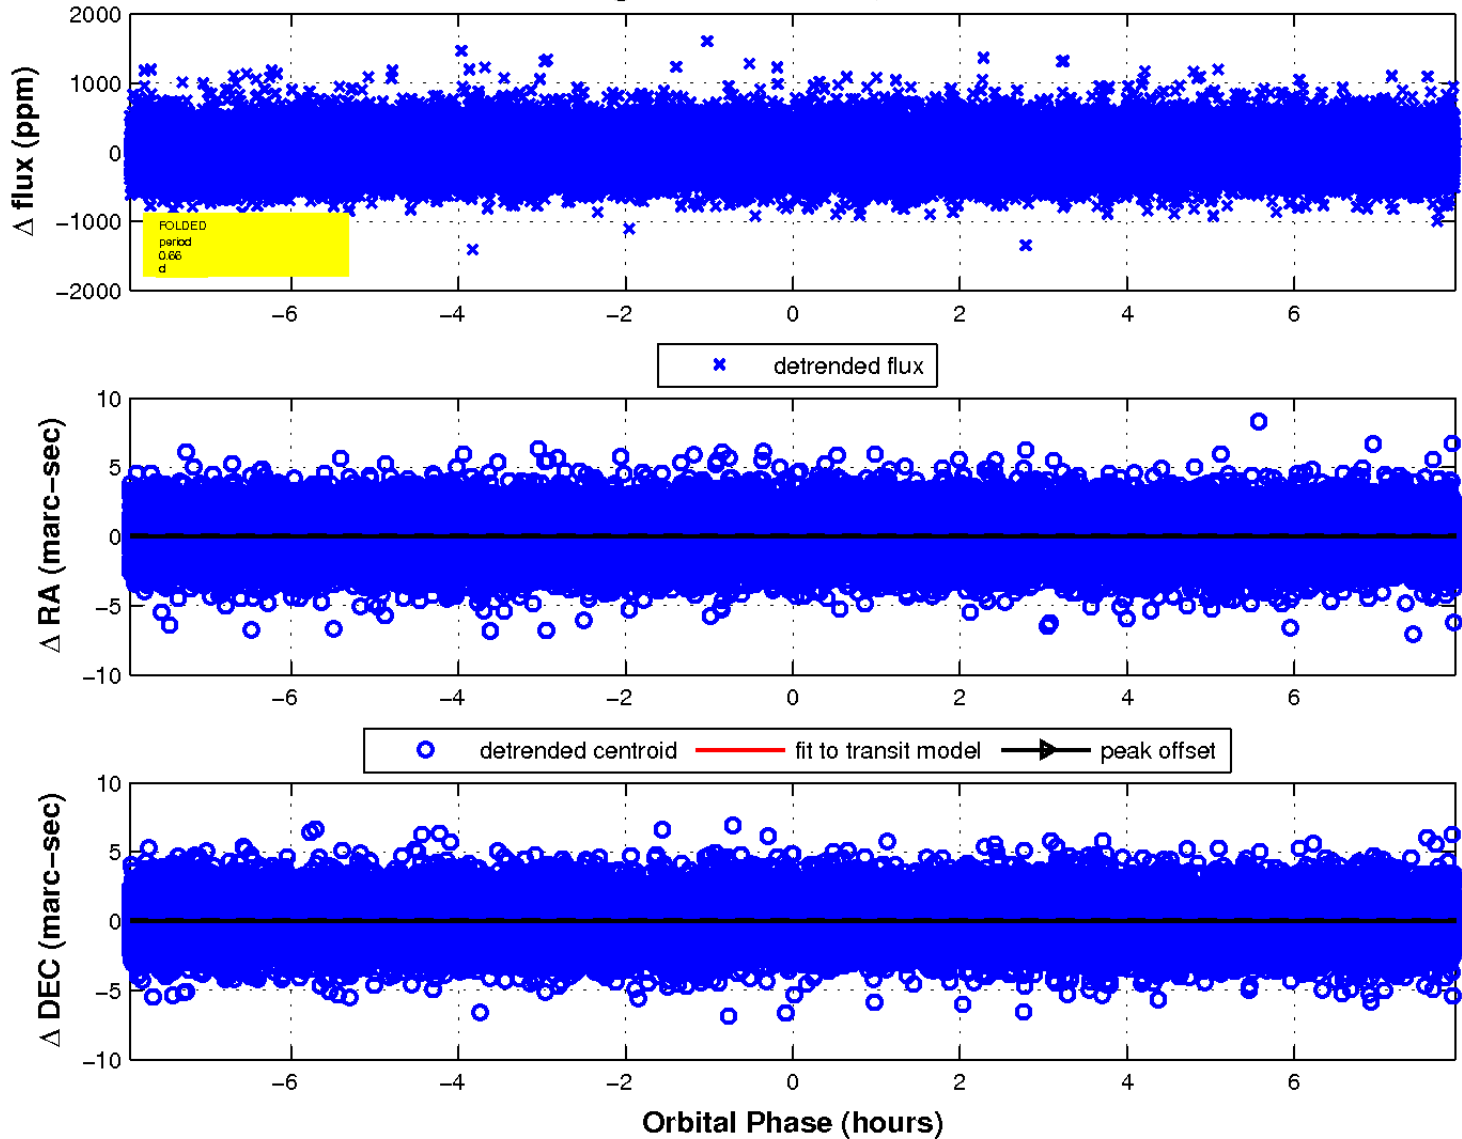 2000
1000
0
−1000
−2000
Δ flux (ppm)
FOLDED
period
0.66
d
−6 −4 −2 0 2 4 6
detrended flux
10
5
0
−5
−10
Δ RA (marc−sec)
−6 −4 −2 0 2 4 6
detrended centroid fit to transit model peak offset
10
5
0
−5
−10
Δ DEC (marc−sec)
−6 −4 −2 0 2 4 6
Orbital Phase (hours)